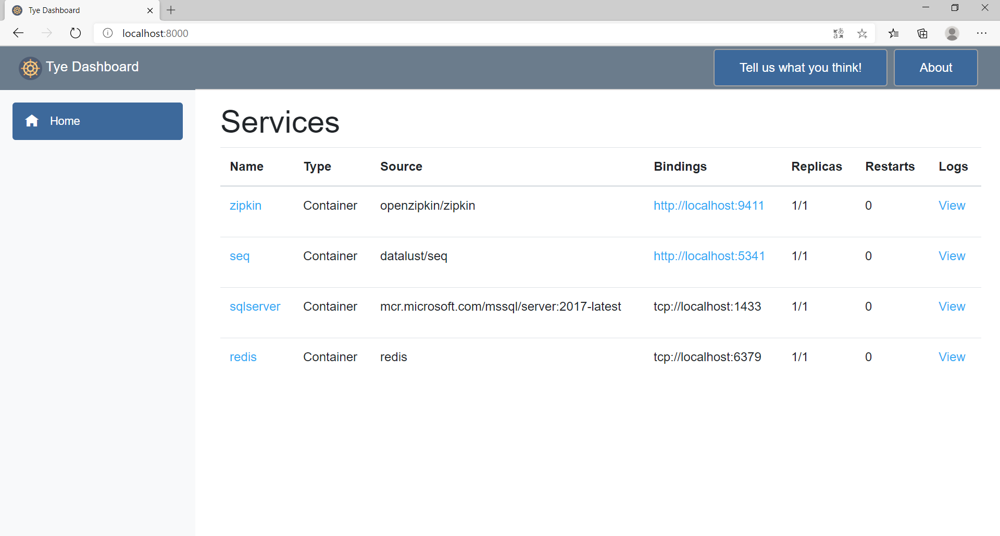 Tye Dashboard
localhost:8000
Tye Dashboard
Tell us what you think!
About
Home
Services
Name Type Source Bindings Replicas Restarts Logs
zipkin Container openzipkin/zipkin http://localhost:9411 1/1 0 View
seq Container datalust/seq http://localhost:5341 1/1 0 View
sqlserver Container mcr.microsoft.com/mssql/server:2017-latest tcp://localhost:1433 1/1 0 View
redis Container redis tcp://localhost:6379 1/1 0 View